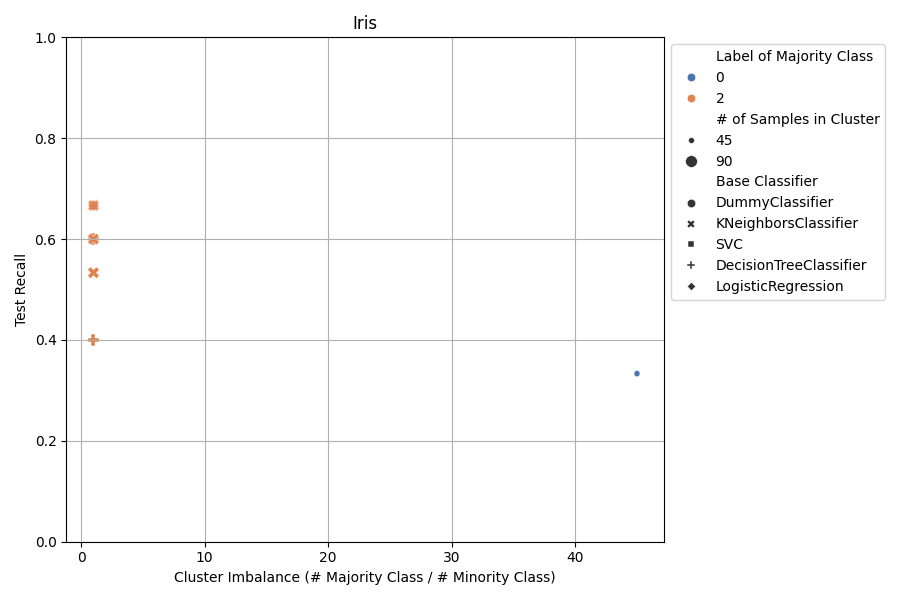 Iris
1.0
0.8
0.6
0.4
0.2
0.0
Test Recall
0
10
20
30
40
Cluster Imbalance (# Majority Class / # Minority Class)
Label of Majority Class
0
2
# of Samples in Cluster
45
90
Base Classifier
DummyClassifier
KNeighborsClassifier
SVC
DecisionTreeClassifier
LogisticRegression